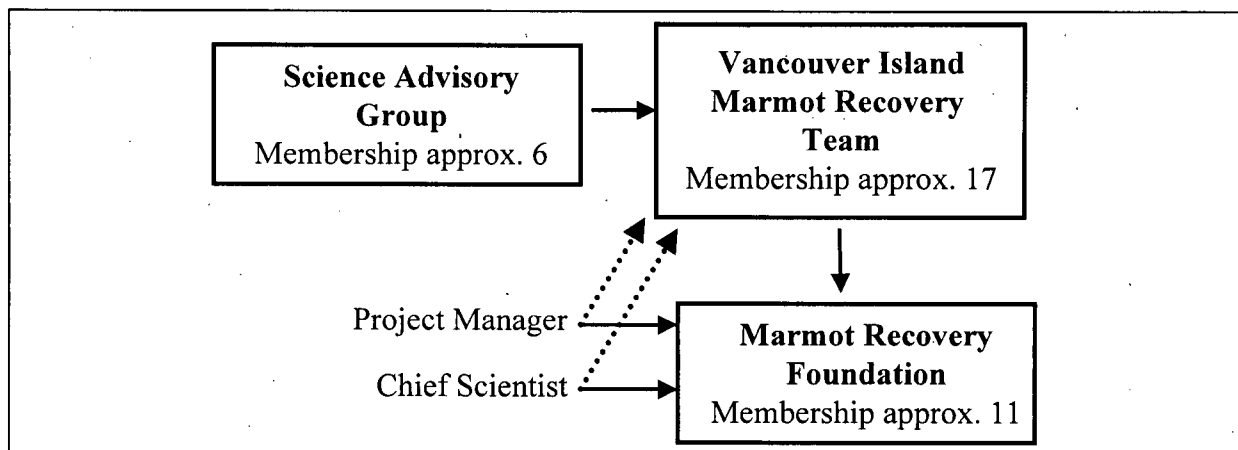 Science Advisory
Group
Membership approx. 6
Vancouver Island
Marmot Recovery
Team
Membership approx. 17
Project Manager
Chief Scientist
Marmot Recovery
Foundation
Membership approx. 11